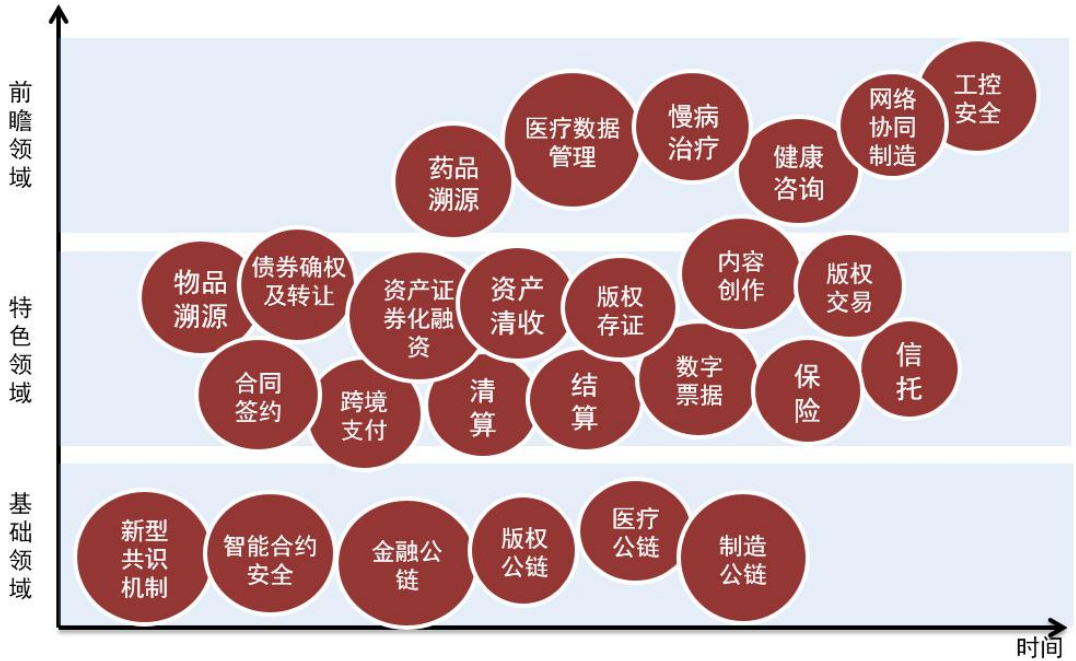 前
瞻
领
域
工控
安全
网络
协同
制造
慢病
治疗
医疗数据
管理
健康
咨询
药品
溯源
特
色
领
域
物品
溯源
债券确权
及转让
资产证
券化融
资
资产
清收
版权
存证
内容
创作
版权
交易
合同
签约
跨境
支付
清
算
结
算
数字
票据
保
险
信
托
基
础
领
域
新型
共识
机制
智能合约
安全
金融公
链
版权
公链
医疗
公链
制造
公链
时间